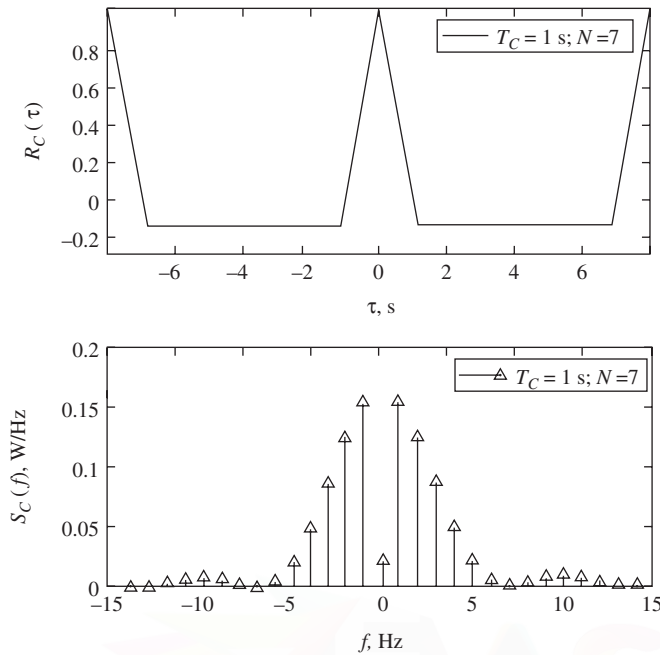 0.8
0.6
0.4
0.2
0
−0.2
R_C (τ)
T_C = 1 s; N =7
−6 −4 −2 0 2 4 6
τ, s
0.2
0.15
0.1
0.05
0
S_C (f), W/Hz
T_C = 1 s; N=7
−15 −10 −5 0 5 10 15
f, Hz